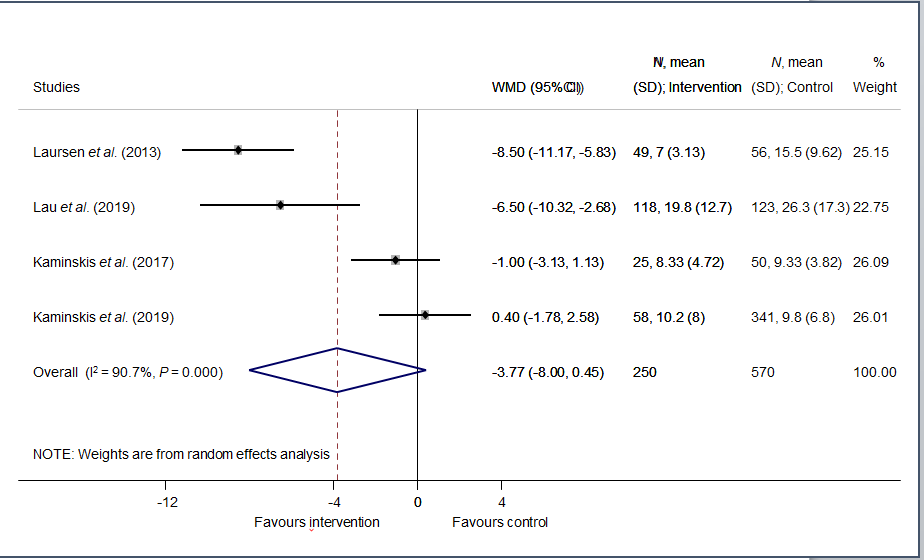 N, mean N, mean %
Studies WMD (95%CI) (SD); Intervention (SD); Control Weight
Laursen et al. (2013) -8.50 (-11.17, -5.83) 49, 7 (3.13) 56, 15.5 (9.62) 25.15
Lau et al. (2019) -6.50 (-10.32, -2.68) 118, 19.8 (12.7) 123, 26.3 (17.3) 22.75
Kaminskis et al. (2017) -1.00 (-3.13, 1.13) 25, 8.33 (4.72) 50, 9.33 (3.82) 26.09
Kaminskis et al. (2019) 0.40 (-1.78, 2.58) 58, 10.2 (8) 341, 9.8 (6.8) 26.01
Overall (I² = 90.7%, P = 0.000) -3.77 (-8.00, 0.45) 250 570 100.00
NOTE: Weights are from random effects analysis
-12 -4 0 4
Favours intervention Favours control